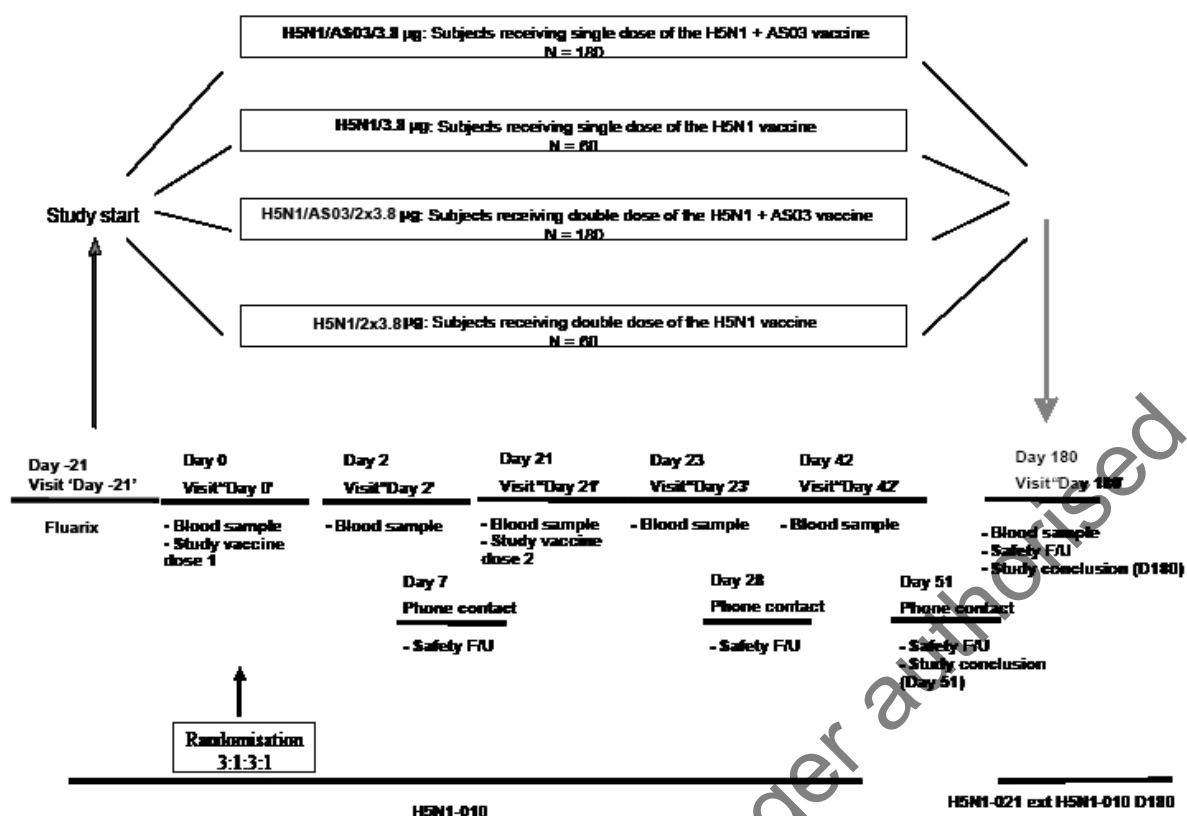 H5N1/AS03/3.8 µg: Subjects receiving single dose of the H5N1 + AS03 vaccine
N = 180
H5N1/3.8 µg: Subjects receiving single dose of the H5N1 vaccine
N = 60
Study start
H5N1/AS03/2x3.8 µg: Subjects receiving double dose of the H5N1 + AS03 vaccine
N = 180
H5N1/2x3.8 µg: Subjects receiving double dose of the H5N1 vaccine
N = 60
Day -21
Visit 'Day -21'
Fluarix
Day 0
Visit"Day 0'
- Blood sample
- Study vaccine
dose 1
Day 2
Visit"Day 2'
- Blood sample
Day 21
Visit"Day 21'
- Blood sample
- Study vaccine
dose 2
Day 23
Visit"Day 23'
- Blood sample
Day 42
Visit"Day 42'
- Blood sample
Day 180
Visit"Day 180'
- Blood sample
- Safety F/U
- Study conclusion (D180)
Day 7
Phone contact
- Safety F/U
Day 28
Phone contact
- Safety F/U
Day 51
Phone contact
- Safety F/U
- Study conclusion
(Day 51)
Randomisation
3:1:3:1
H5N1-010
H5N1-021 ext H5N1-010 D180
ger authorised